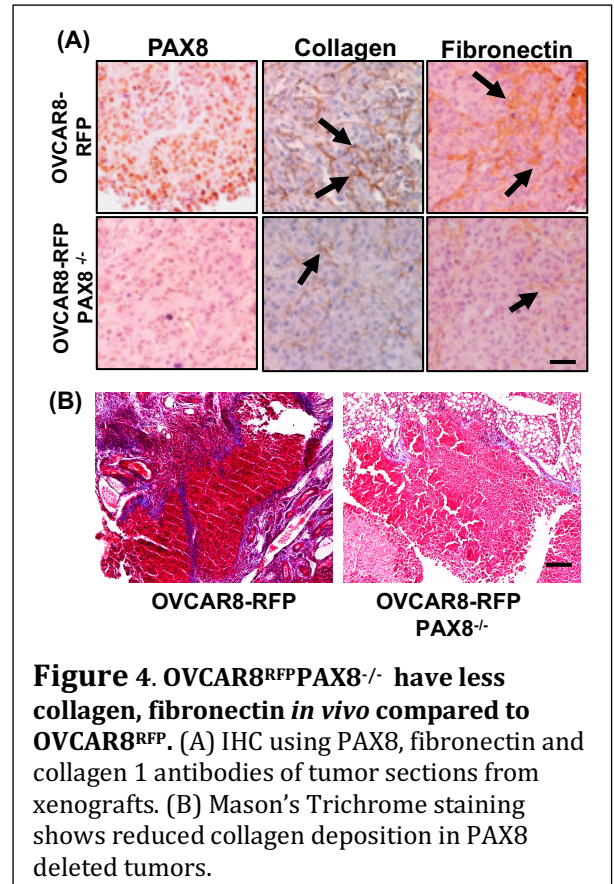 (A)
PAX8 Collagen Fibronectin
OVCAR8-
RFP
OVCAR8-RFP
PAX8 -/-
(B)
OVCAR8-RFP OVCAR8-RFP
PAX8-/-
Figure 4. OVCAR8RFPPAX8-/- have less
collagen, fibronectin in vivo compared to
OVCAR8RFP. (A) IHC using PAX8, fibronectin and
collagen 1 antibodies of tumor sections from
xenografts. (B) Mason’s Trichrome staining
shows reduced collagen deposition in PAX8
deleted tumors.